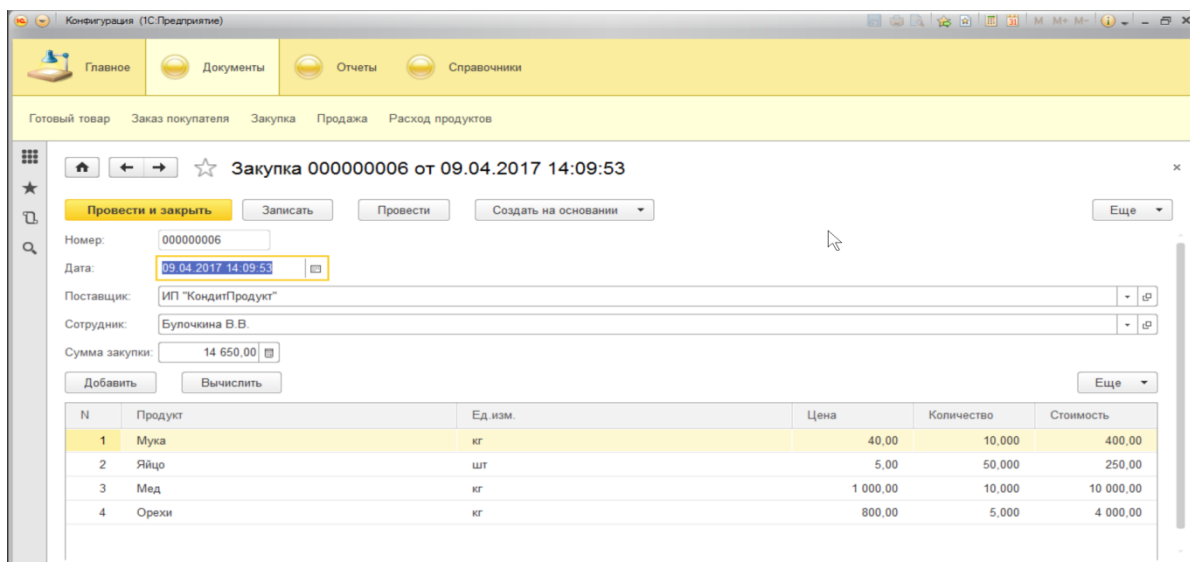 Конфигурация (1С:Предприятие)
M M+ M-
Главное Документы Отчеты Справочники
Готовый товар Заказ покупателя Закупка Продажа Расход продуктов
Закупка 000000006 от 09.04.2017 14:09:53
Провести и закрыть Записать Провести Создать на основании Еще
Номер: 000000006
Дата: 09.04.2017 14:09:53
Поставщик: ИП "КондитПродукт"
Сотрудник: Булочкина В.В.
Сумма закупки: 14 650,00
Добавить Вычислить Еще
N Продукт Ед.изм. Цена Количество Стоимость
1 Мука кг 40,00 10,000 400,00
2 Яйцо шт 5,00 50,000 250,00
3 Мед кг 1 000,00 10,000 10 000,00
4 Орехи кг 800,00 5,000 4 000,00